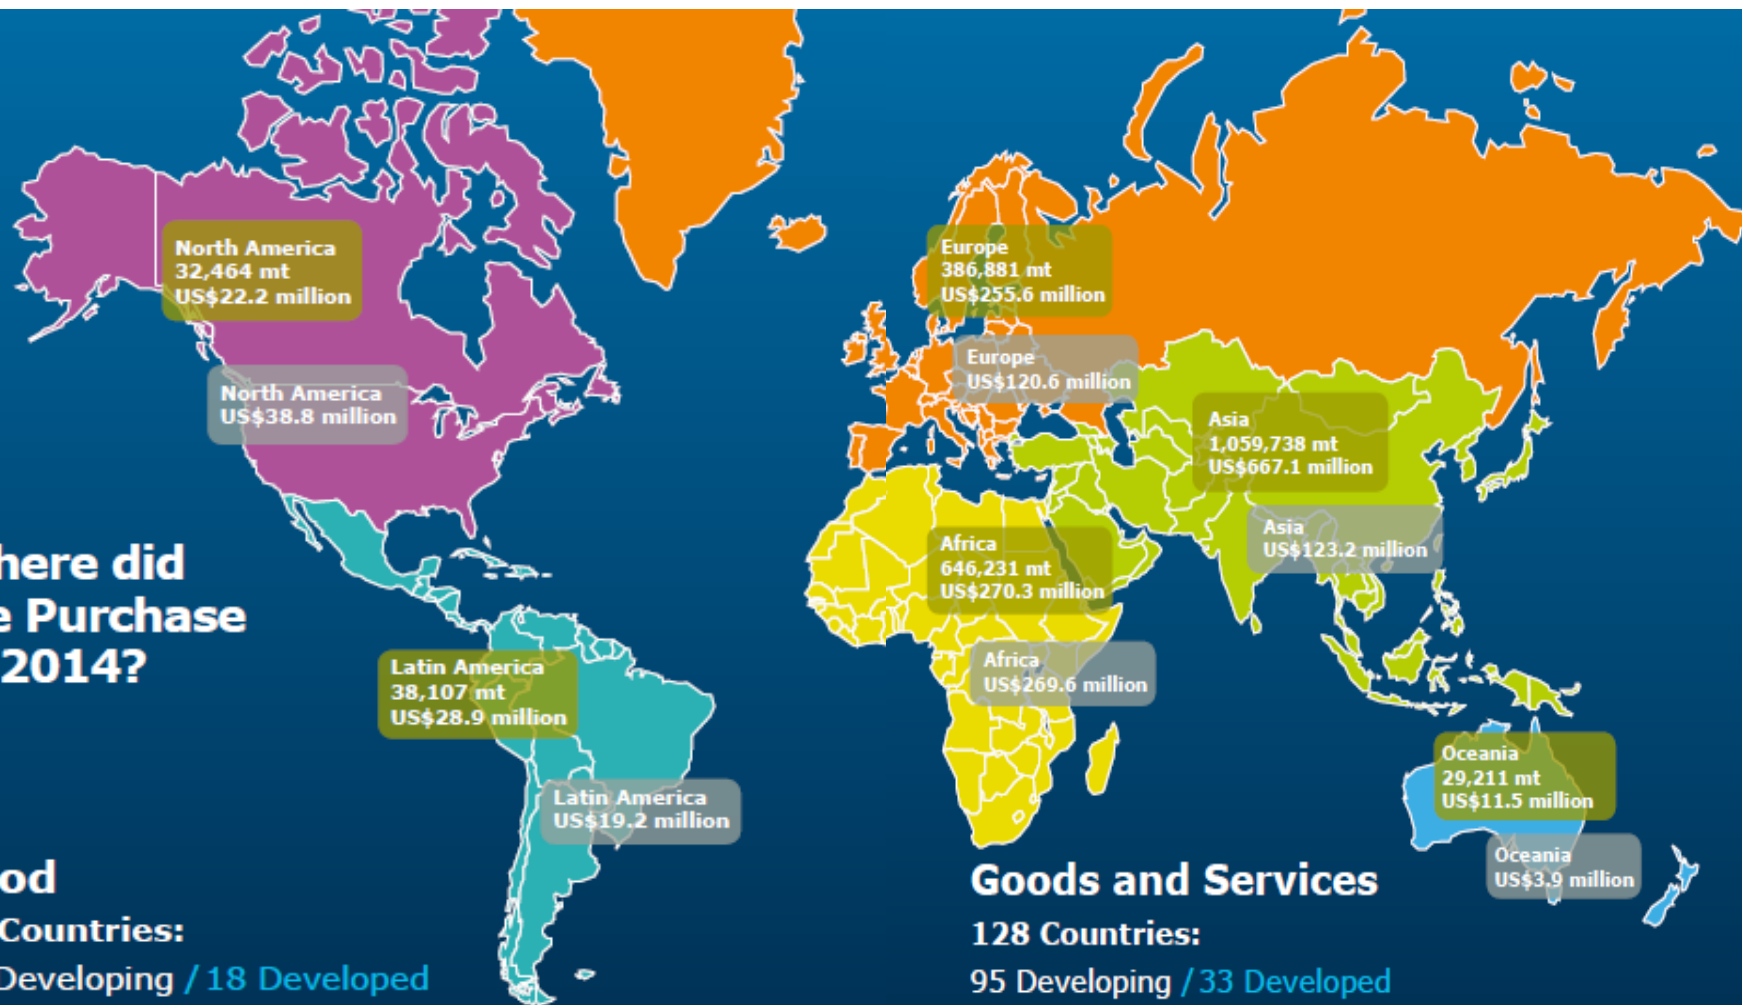 North America
32,464 mt
US$22.2 million
North America
US$38.8 million
Europe
386,881 mt
US$255.6 million
Europe
US$120.6 million
Asia
1,059,738 mt
US$667.1 million
Asia
US$123.2 million
Africa
646,231 mt
US$270.3 million
Africa
US$269.6 million
here did
e Purchase
2014?
Latin America
38,107 mt
US$28.9 million
Latin America
US$19.2 million
Oceania
29,211 mt
US$11.5 million
Oceania
US$3.9 million
od
Countries:
Developing / 18 Developed
Goods and Services
128 Countries:
95 Developing / 33 Developed